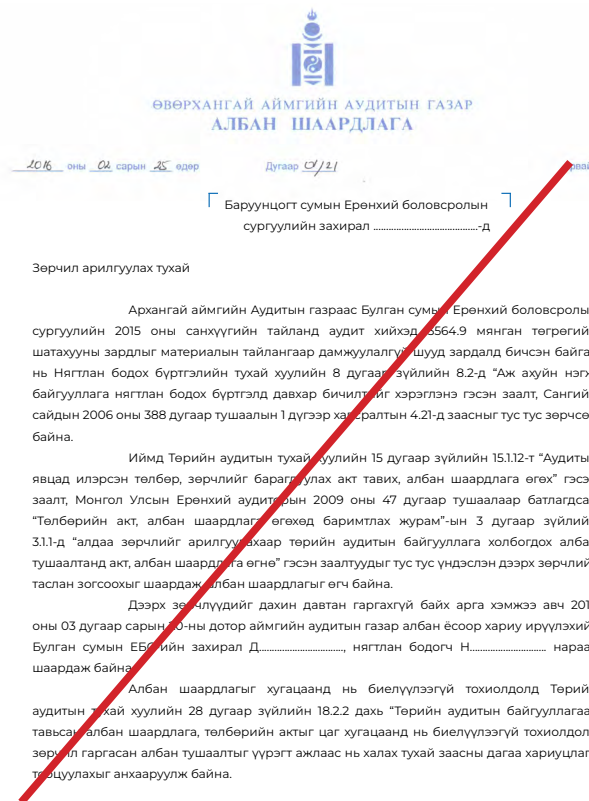 ӨВӨРХАНГАЙ АЙМГИЙН АУДИТЫН ГАЗАР
АЛБАН ШААРДЛАГА
2016 оны 02 сарын 25 өдөр Дугаар 01/21
Баруунцогт сумын Ерөнхий боловсролын
сургуулийн захирал ........................................-д
Зөрчил арилгуулах тухай
Архангай аймгийн Аудитын газраас Булган сумын Ерөнхий боловсролы
сургуулийн 2015 оны санхүүгийн тайланд аудит хийхэд 3564.9 мянган төгрөгий
шатахууны зардлыг материалын тайлангаар дамжуулалгүй шууд зардалд бичсэн байга
нь Нягтлан бодох бүртгэлийн тухай хуулийн 8 дугаар зүйлийн 8.2-д “Аж ахуйн нэгж
байгууллага нягтлан бодох бүртгэлд давхар бичилтийг хэрэглэнэ гэсэн заалт, Сангий
сайдын 2006 оны 388 дугаар тушаалын 1 дүгээр хавсралтын 4.21-д заасныг тус тус зөрчсө
байна.
Иймд Төрийн аудитын тухай хуулийн 15 дугаар зүйлийн 15.1.12-т “Аудиты
явцад илэрсэн төлбөр, зөрчлийг барагдуулах акт тавих, албан шаардлага өгөх” гэсэ
заалт, Монгол Улсын Ерөнхий аудиторын 2009 оны 47 дугаар тушаалаар батлагдса
“Төлбөрийн акт, албан шаардлага өгөхөд баримтлах журам”-ын 3 дугаар зүйлий
3.1.1-д “алдаа зөрчлийг арилгуулахаар төрийн аудитын байгууллага холбогдох алба
тушаалтанд акт, албан шаардлага өгнө” гэсэн заалтуудыг тус тус үндэслэн дээрх зөрчлий
таслан зогсоохыг шаардаж албан шаардлагыг өгч байна.
Дээрх зөрчлүүдийг дахин давтан гаргахгүй байх арга хэмжээ авч 201
оны 03 дугаар сарын 10-ны дотор аймгийн аудитын газар албан ёсоор хариу ирүүлэхий
Булган сумын ЕБС-ийн захирал Д................................, нягтлан бодогч Н............................. нараа
шаардаж байна.
Албан шаардлагыг хугацаанд нь биелүүлээгүй тохиолдолд Төрий
аудитын тухай хуулийн 28 дугаар зүйлийн 18.2.2 дахь “Төрийн аудитын байгууллагаа
тавьсан албан шаардлага, төлбөрийн актыг цаг хугацаанд нь биелүүлээгүй тохиолдол
зөрчил гаргасан албан тушаалтыг үүрэгт ажлаас нь халах тухай заасны дагаа хариуцлаг
тооцуулахыг анхааруулж байна.